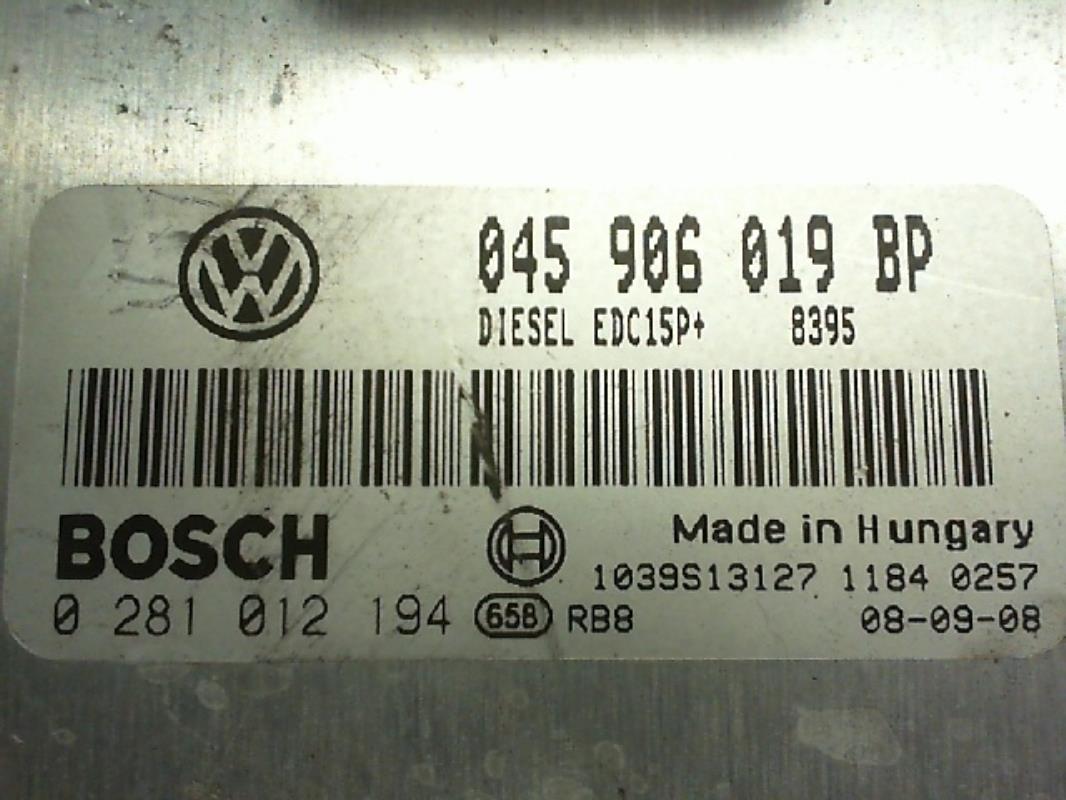 045 906 019 BP
DIESEL EDC15P+ 8395
BOSCH
Made in Hungary
1039S13127 1184 0257
0 281 012 194 658 RB8 08-09-08